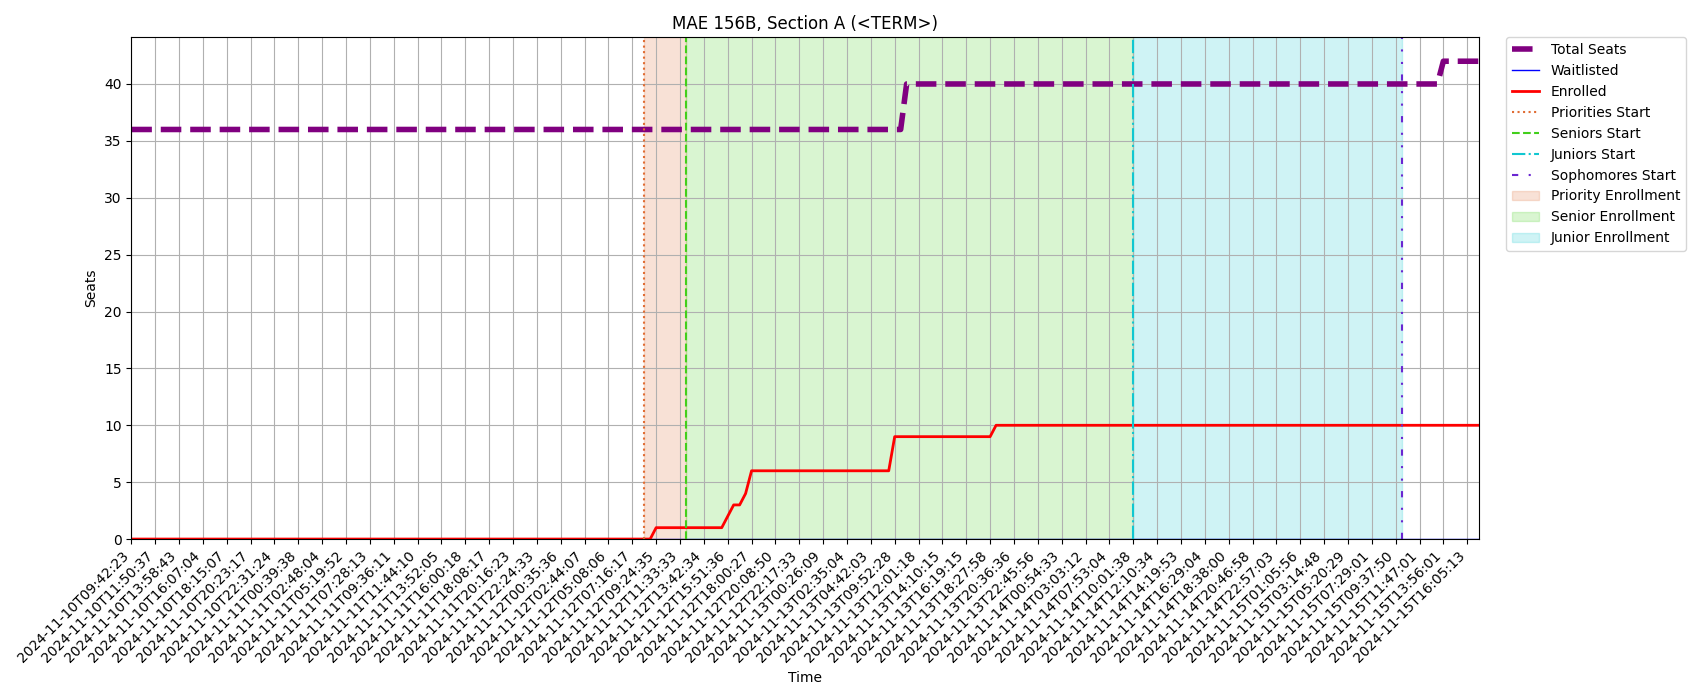 MAE 156B, Section A (<TERM>)
Total Seats
Waitlisted
Enrolled
Priorities Start
Seniors Start
Juniors Start
Sophomores Start
Priority Enrollment
Senior Enrollment
Junior Enrollment
Seats
40
35
30
25
20
15
10
5
0
2024-11-10T09:42:23
2024-11-10T11:50:37
2024-11-10T13:58:43
2024-11-10T16:07:04
2024-11-10T18:15:07
2024-11-10T20:23:17
2024-11-10T22:31:24
2024-11-11T00:39:38
2024-11-11T02:48:04
2024-11-11T05:19:52
2024-11-11T07:28:13
2024-11-11T09:36:11
2024-11-11T11:44:10
2024-11-11T13:52:05
2024-11-11T16:00:18
2024-11-11T18:08:17
2024-11-11T20:16:23
2024-11-11T22:24:33
2024-11-12T00:35:36
2024-11-12T02:44:07
2024-11-12T05:08:06
2024-11-12T07:16:17
2024-11-12T09:24:35
2024-11-12T11:33:33
2024-11-12T13:42:34
2024-11-12T15:51:36
2024-11-12T18:00:27
2024-11-12T20:08:50
2024-11-12T22:17:33
2024-11-13T00:26:09
2024-11-13T02:35:04
2024-11-13T04:42:03
2024-11-13T09:52:28
2024-11-13T12:01:18
2024-11-13T14:10:15
2024-11-13T16:19:15
2024-11-13T18:27:58
2024-11-13T20:36:36
2024-11-13T22:45:56
2024-11-14T00:54:33
2024-11-14T03:03:12
2024-11-14T07:53:04
2024-11-14T10:01:38
2024-11-14T12:10:34
2024-11-14T14:19:53
2024-11-14T16:29:04
2024-11-14T18:38:00
2024-11-14T20:46:58
2024-11-14T22:57:03
2024-11-15T01:05:56
2024-11-15T03:14:48
2024-11-15T05:20:29
2024-11-15T07:29:01
2024-11-15T09:37:50
2024-11-15T11:47:01
2024-11-15T13:56:01
2024-11-15T16:05:13
Time